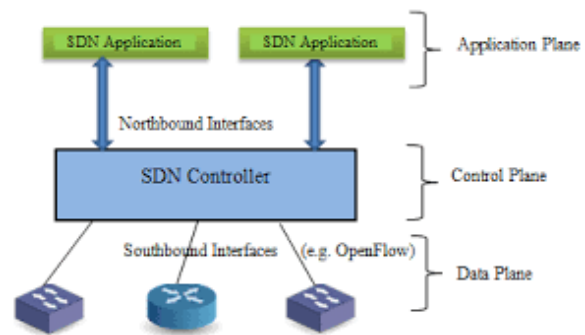 SDN Application
SDN Application
Application Plane
Northbound Interfaces
SDN Controller
Control Plane
Southbound Interfaces (e.g. OpenFlow)
Data Plane